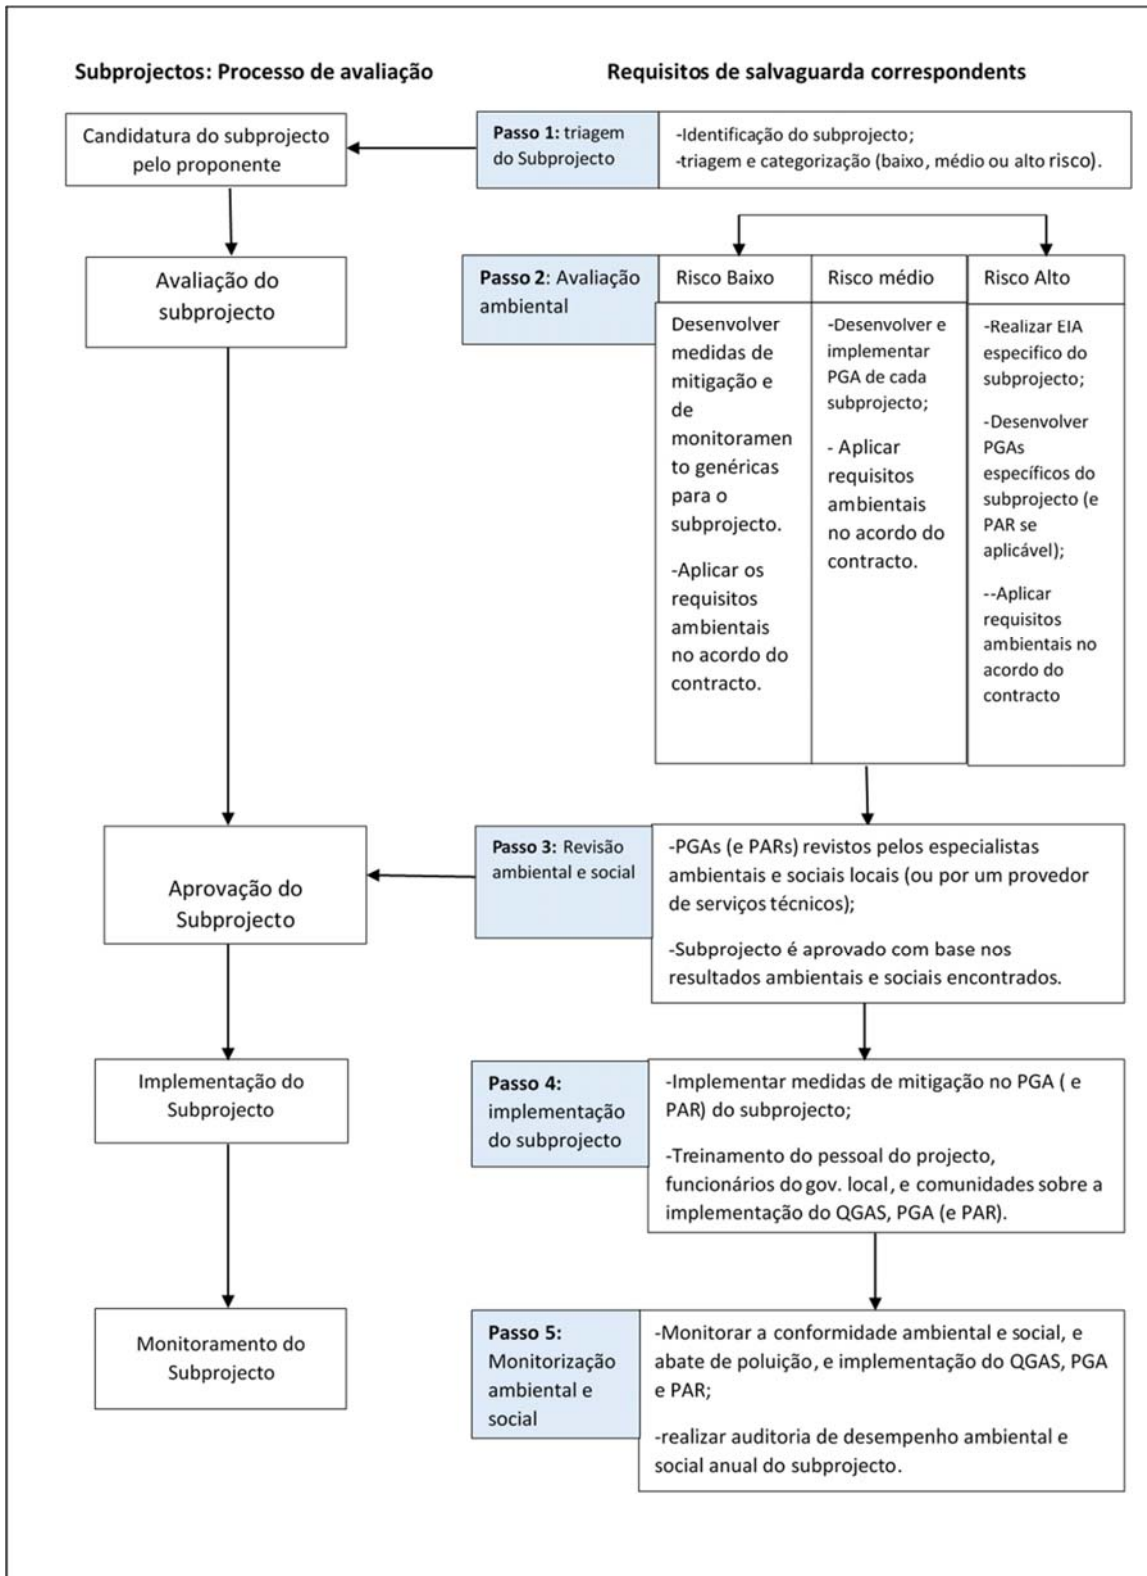 Subprojectos: Processo de avaliação
Requisitos de salvaguarda correspondents
Candidatura do subprojecto
pelo proponente
Passo 1: triagem
do Subprojecto
-Identificação do subprojecto;
-triagem e categorização (baixo, médio ou alto risco).
Avaliação do
subprojecto
Passo 2: Avaliação
ambiental
Risco Baixo
Desenvolver
medidas de
mitigação e
de
monitoramen
to genéricas
para o
subprojecto.
-Aplicar os
requisitos
ambientais
no acordo do
contracto.
Risco médio
-Desenvolver e
implementar
PGA de cada
subprojecto;
- Aplicar
requisitos
ambientais
no acordo do
contracto.
Risco Alto
-Realizar EIA
especifico do
subprojecto;
-Desenvolver
PGAs
específicos do
subprojecto (e
PAR se
aplicável);
--Aplicar
requisitos
ambientais no
acordo do
contracto
Aprovação do
Subprojecto
Passo 3: Revisão
ambiental e social
-PGAs (e PARs) revistos pelos especialistas
ambientais e sociais locais (ou por um provedor
de serviços técnicos);
-Subprojecto é aprovado com base nos
resultados ambientais e sociais encontrados.
Implementação do
Subprojecto
Passo 4:
implementação
do subprojecto
-Implementar medidas de mitigação no PGA ( e
PAR) do subprojecto;
-Treinamento do pessoal do projecto,
funcionários do gov. local, e comunidades sobre a
implementação do QGAS, PGA (e PAR).
Monitoramento do
Subprojecto
Passo 5:
Monitorização
ambiental e
social
-Monitorar a conformidade ambiental e social, e
abate de poluição, e implementação do QGAS, PGA
e PAR;
-realizar auditoria de desempenho ambiental e
social anual do subprojecto.